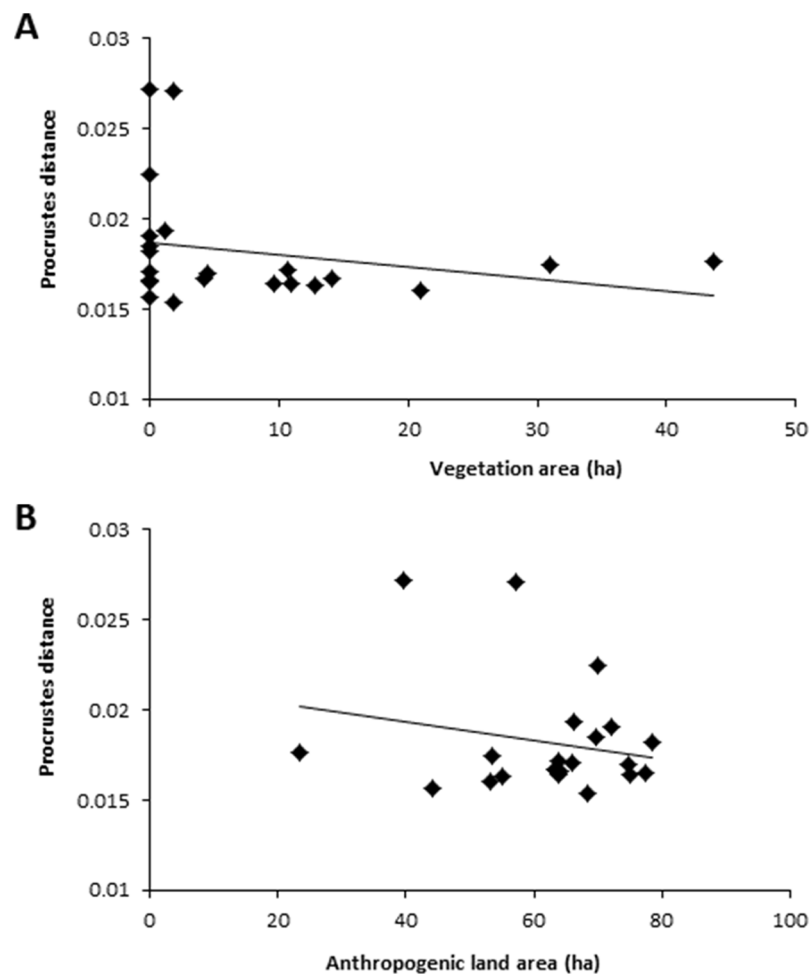 A
0.03
0.025
0.02
0.015
0.01
Procrustes distance
0 10 20 30 40 50
Vegetation area (ha)
B
0.03
0.025
0.02
0.015
0.01
Procrustes distance
0 20 40 60 80 100
Anthropogenic land area (ha)